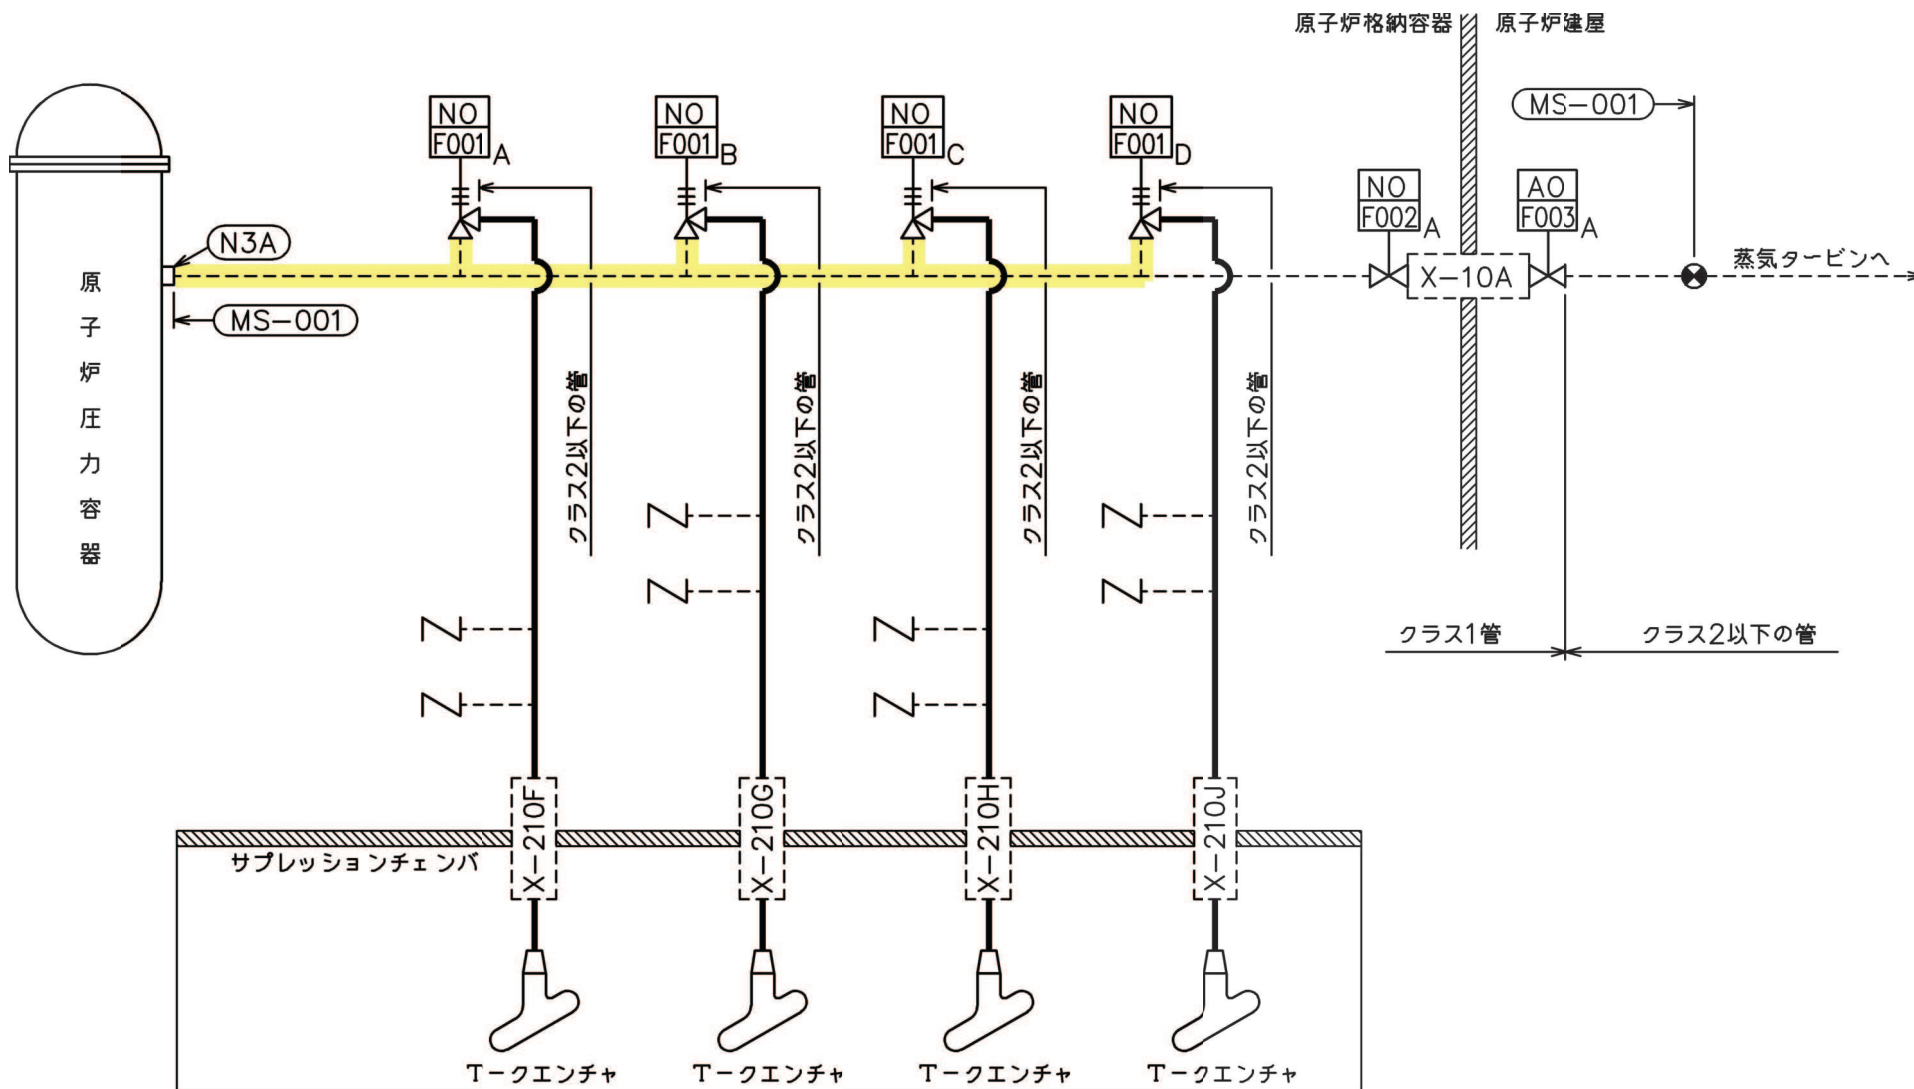 原子炉格納容器
原子炉建屋
NO
F001
A
NO
F001
B
NO
F001
C
NO
F001
D
MS-001
NO
F002
A
AO
F003
A
N3A
X-10A
蒸気タービンへ
MS-001
原子炉圧力容器
クラス2以下の管
クラス2以下の管
クラス2以下の管
クラス2以下の管
クラス1管
クラス2以下の管
X-210F
X-210G
X-210H
X-210J
サプレッションチェンバ
T-クエンチャ
T-クエンチャ
T-クエンチャ
T-クエンチャ